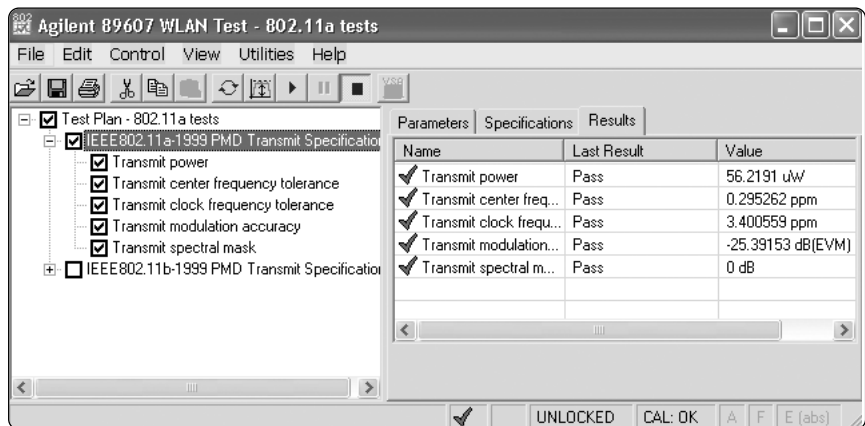 Agilent 89607 WLAN Test - 802.11a tests
File Edit Control View Utilities Help
Test Plan - 802.11a tests
IEEE802.11a-1999 PMD Transmit Specificatio
Transmit power
Transmit center frequency tolerance
Transmit clock frequency tolerance
Transmit modulation accuracy
Transmit spectral mask
IEEE802.11b-1999 PMD Transmit Specificatio
Parameters Specifications Results
Name Last Result Value
Transmit power Pass 56.2191 uW
Transmit center freq... Pass 0.295262 ppm
Transmit clock frequ... Pass 3.400559 ppm
Transmit modulation... Pass -25.39153 dB(EVM)
Transmit spectral m... Pass 0 dB
UNLOCKED CAL: OK A F E (abs)